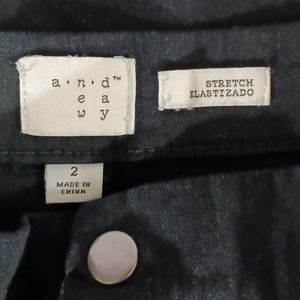 a · n · d™
e a
w y
STRETCH
ELASTIZADO
2
MADE IN
CHINA